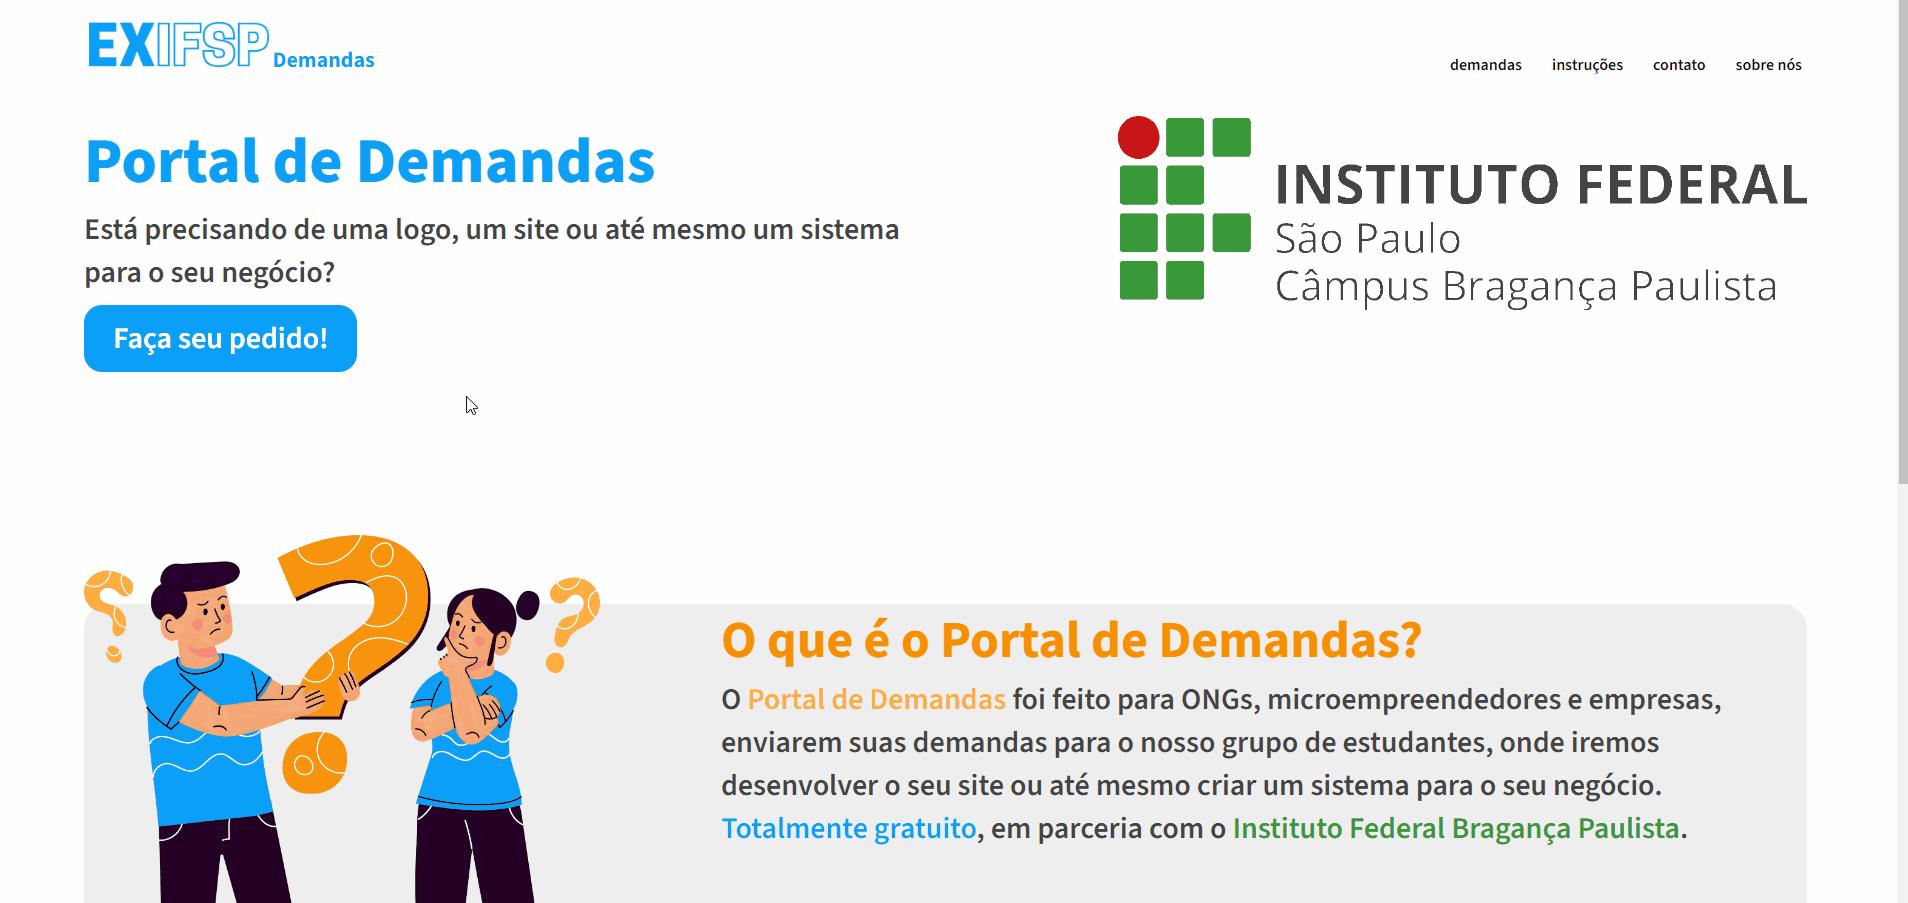 EXIFSP Demandas
demandas instruções contato sobre nós
Portal de Demandas
Está precisando de uma logo, um site ou até mesmo um sistema
para o seu negócio?
Faça seu pedido!
INSTITUTO FEDERAL
São Paulo
Câmpus Bragança Paulista
O que é o Portal de Demandas?
O Portal de Demandas foi feito para ONGs, microempreendedores e empresas,
enviarem suas demandas para o nosso grupo de estudantes, onde iremos
desenvolver o seu site ou até mesmo criar um sistema para o seu negócio.
Totalmente gratuito, em parceria com o Instituto Federal Bragança Paulista.